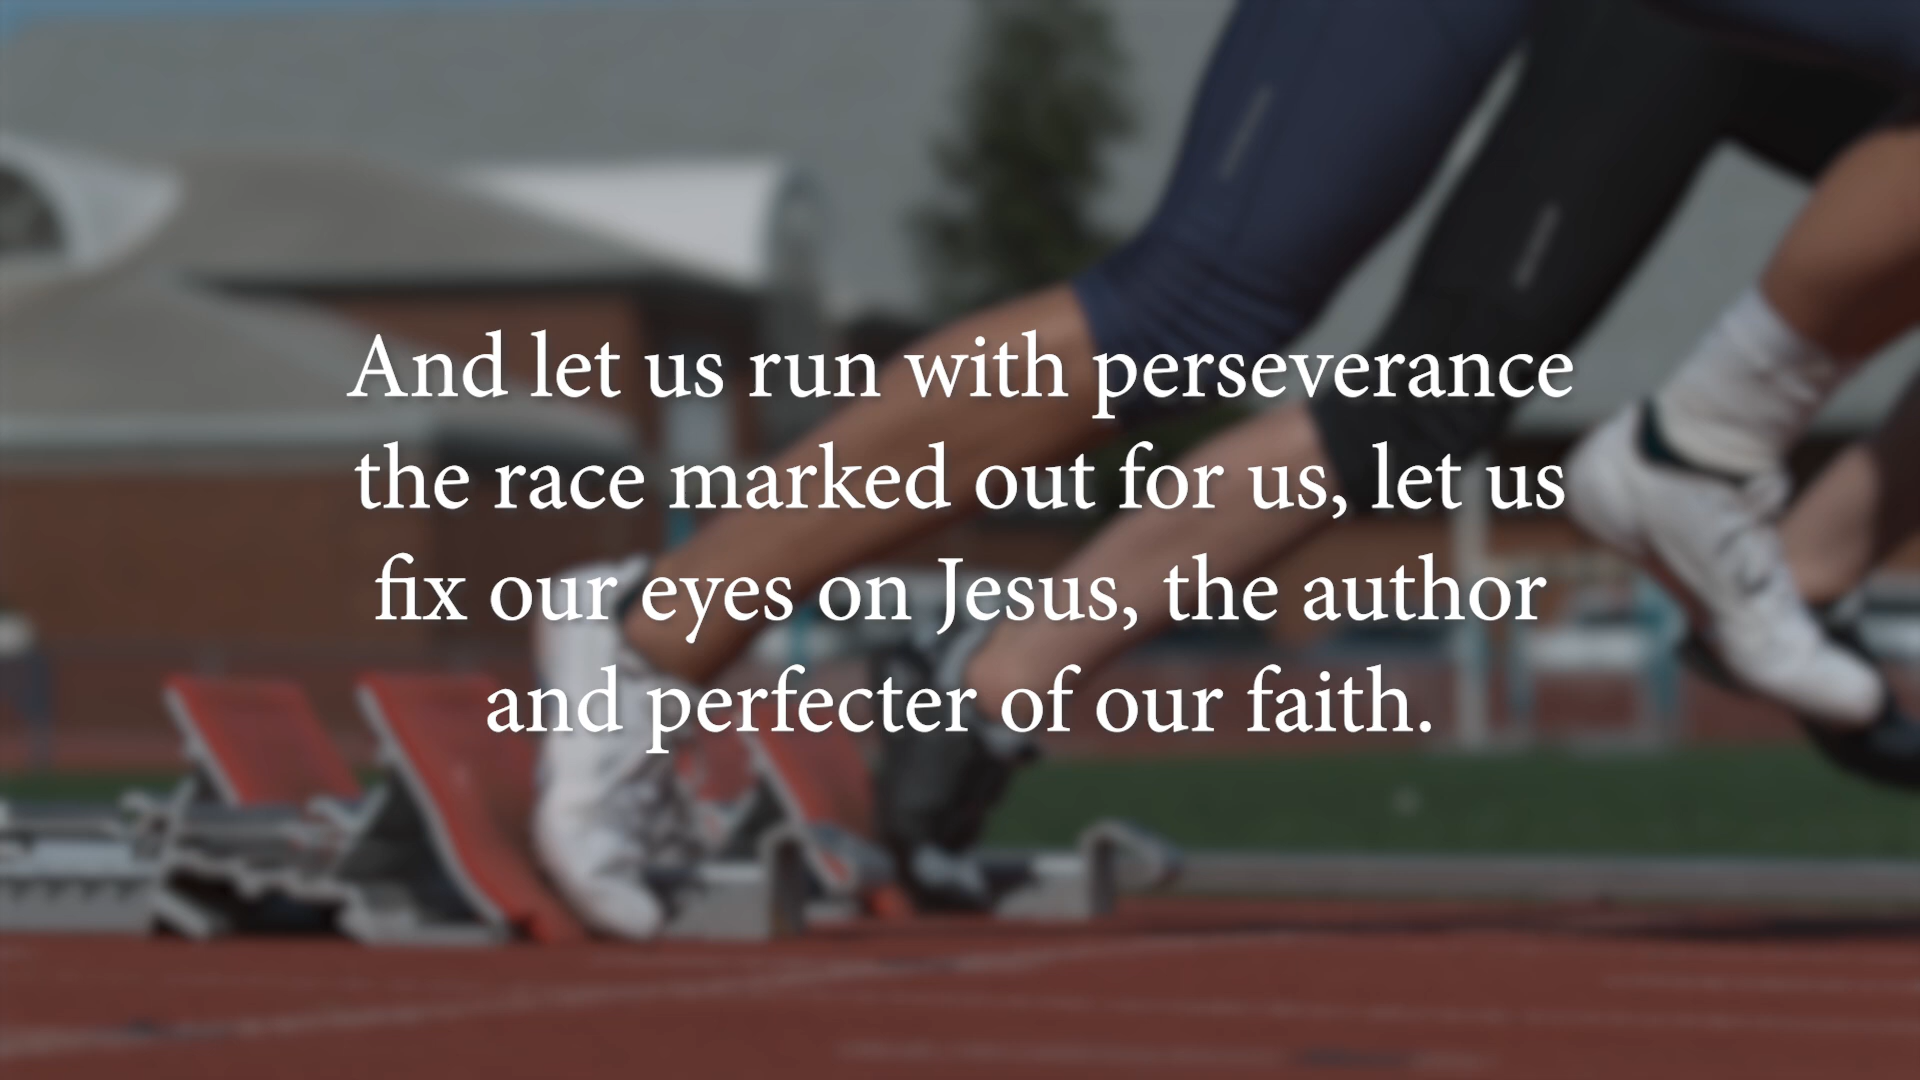 And let us run with perseverance
the race marked out for us, let us
fix our eyes on Jesus, the author
and perfecter of our faith.